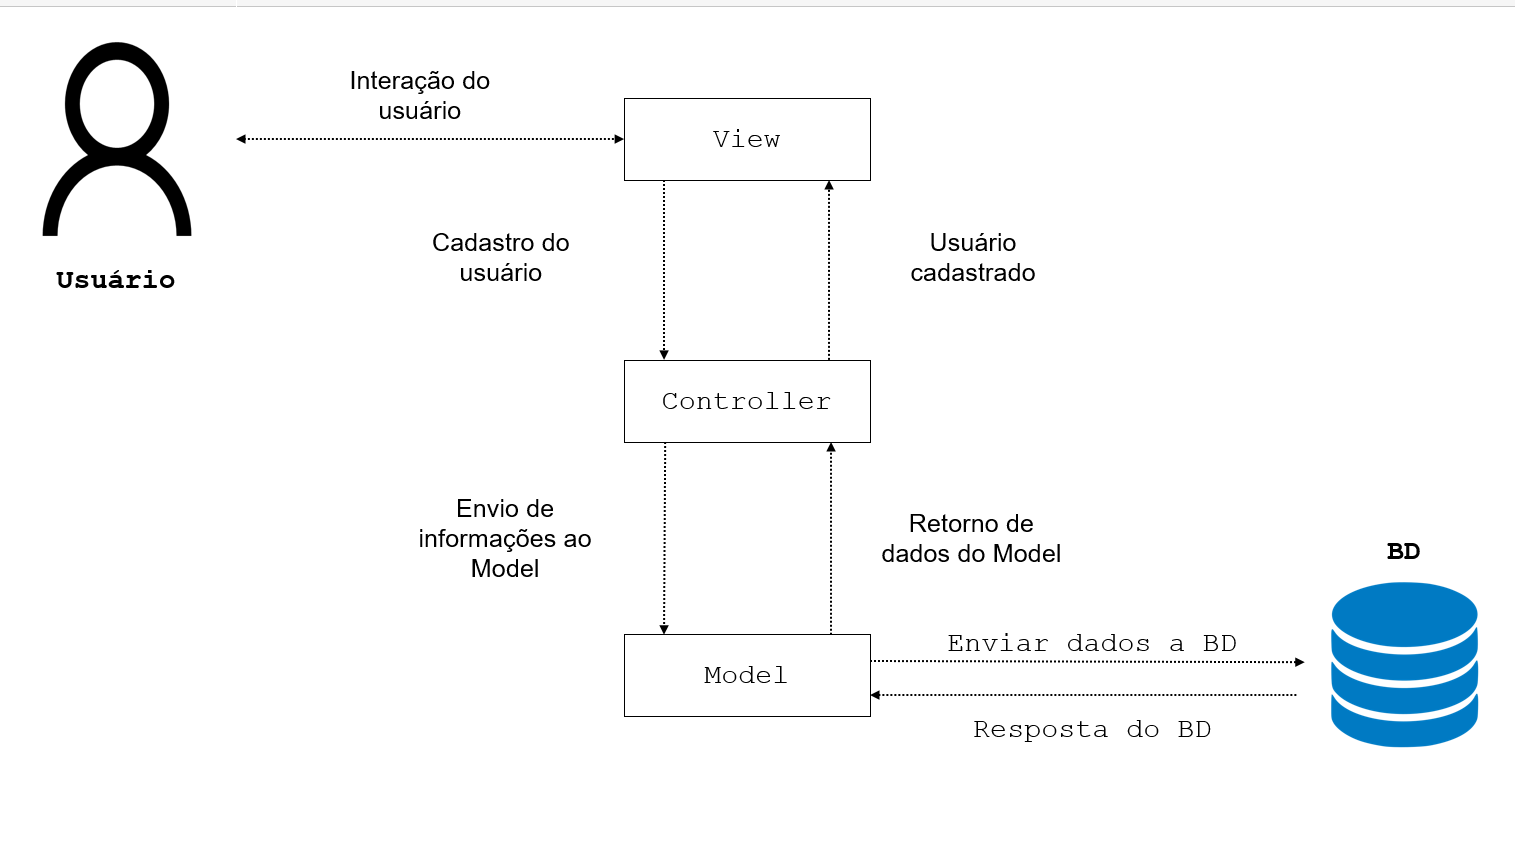 Interação do
usuário
View
Usuário
Cadastro do
usuário
Usuário
cadastrado
Controller
Envio de
informações ao
Model
Retorno de
dados do Model
BD
Enviar dados a BD
Model
Resposta do BD